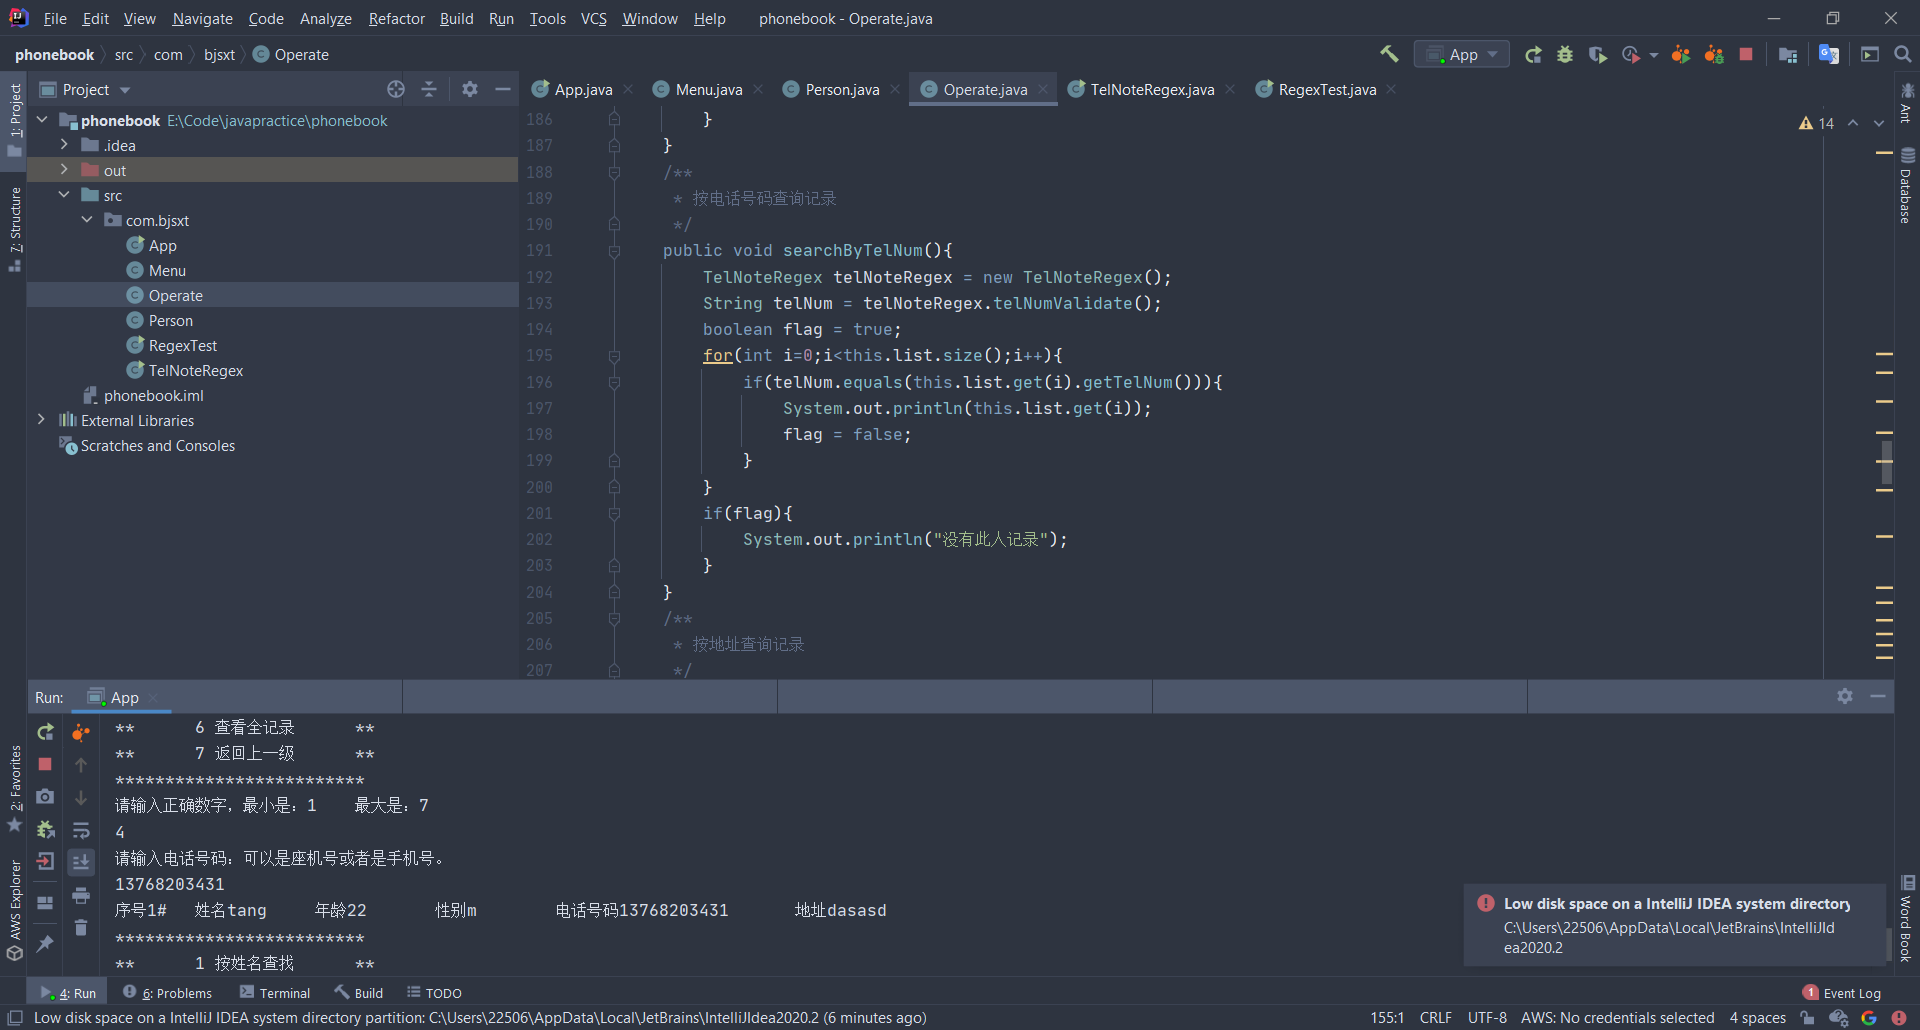 File Edit View Navigate Code Analyze Refactor Build Run Tools VCS Window Help phonebook - Operate.java
phonebook src com bjsxt Operate
App
Project
App.java Menu.java Person.java Operate.java TelNoteRegex.java RegexTest.java
1: Project
7: Structure
2: Favorites
AWS Explorer
phonebook E:\Code\javapractice\phonebook
.idea
out
src
com.bjsxt
App
Menu
Operate
Person
RegexTest
TelNoteRegex
phonebook.iml
External Libraries
Scratches and Consoles
14
Ant
Database
Word Book
186 }
187 }
188 /**
189 * 按电话号码查询记录
190 */
191 public void searchByTelNum(){
192 TelNoteRegex telNoteRegex = new TelNoteRegex();
193 String telNum = telNoteRegex.telNumValidate();
194 boolean flag = true;
195 for(int i=0;i<this.list.size();i++){
196 if(telNum.equals(this.list.get(i).getTelNum())){
197 System.out.println(this.list.get(i));
198 flag = false;
199 }
200 }
201 if(flag){
202 System.out.println("没有此人记录");
203 }
204 }
205 /**
206 * 按地址查询记录
207 */
Run: App
** 6 查看全记录 **
** 7 返回上一级 **
*************************
请输入正确数字，最小是：1 最大是：7
4
请输入电话号码：可以是座机号或者是手机号。
13768203431
序号1# 姓名tang 年龄22 性别m 电话号码13768203431 地址dasasd
*************************
** 1 按姓名查找 **
Low disk space on a IntelliJ IDEA system directory
C:\Users\22506\AppData\Local\JetBrains\IntelliJId
ea2020.2
4: Run 6: Problems Terminal Build TODO 1 Event Log
Low disk space on a IntelliJ IDEA system directory partition: C:\Users\22506\AppData\Local\JetBrains\IntelliJIdea2020.2 (6 minutes ago) 155:1 CRLF UTF-8 AWS: No credentials selected 4 spaces